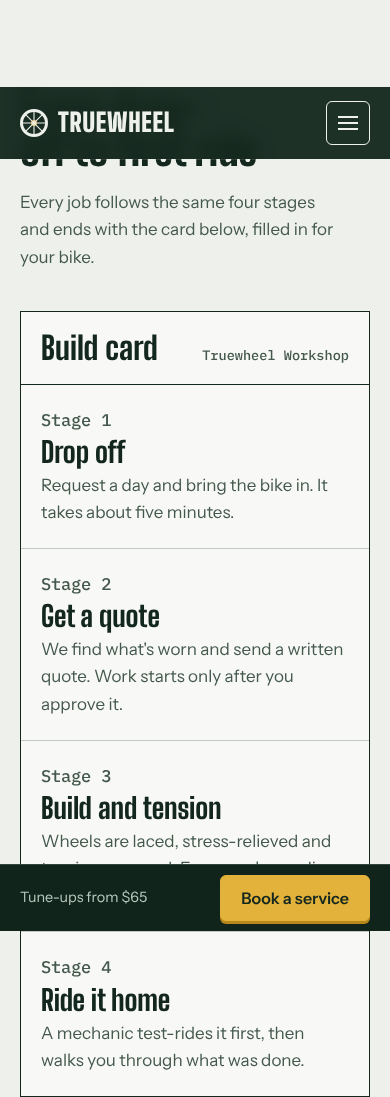 TRUEWHEEL
Every job follows the same four stages
and ends with the card below, filled in for
your bike.
Build card
Truewheel Workshop
Stage 1
Drop off
Request a day and bring the bike in. It
takes about five minutes.
Stage 2
Get a quote
We find what's worn and send a written
quote. Work starts only after you
approve it.
Stage 3
Build and tension
Wheels are laced, stress-relieved and
Tune-ups from $65
Book a service
Stage 4
Ride it home
A mechanic test-rides it first, then
walks you through what was done.